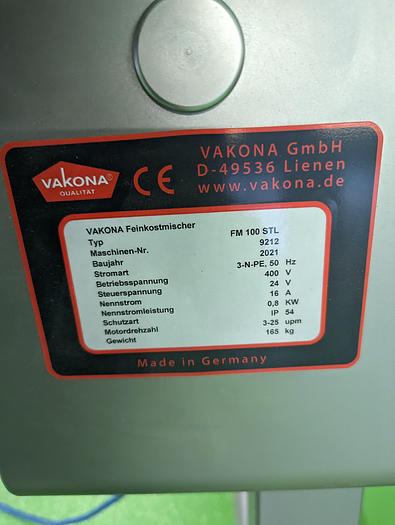 VAKONA®
QUALITÄT
CE
VAKONA GmbH
D-49536 Lienen
www.vakona.de
VAKONA Feinkostmischer
Typ FM 100 STL
Maschinen-Nr. 9212
Baujahr 2021
Stromart 3-N-PE, 50 Hz
Betriebsspannung 400 V
Steuerspannung 24 V
Nennstrom 16 A
Nennstromleistung 0,8 KW
Schutzart IP 54
Motordrehzahl 3-25 upm
Gewicht 165 kg
Made in Germany